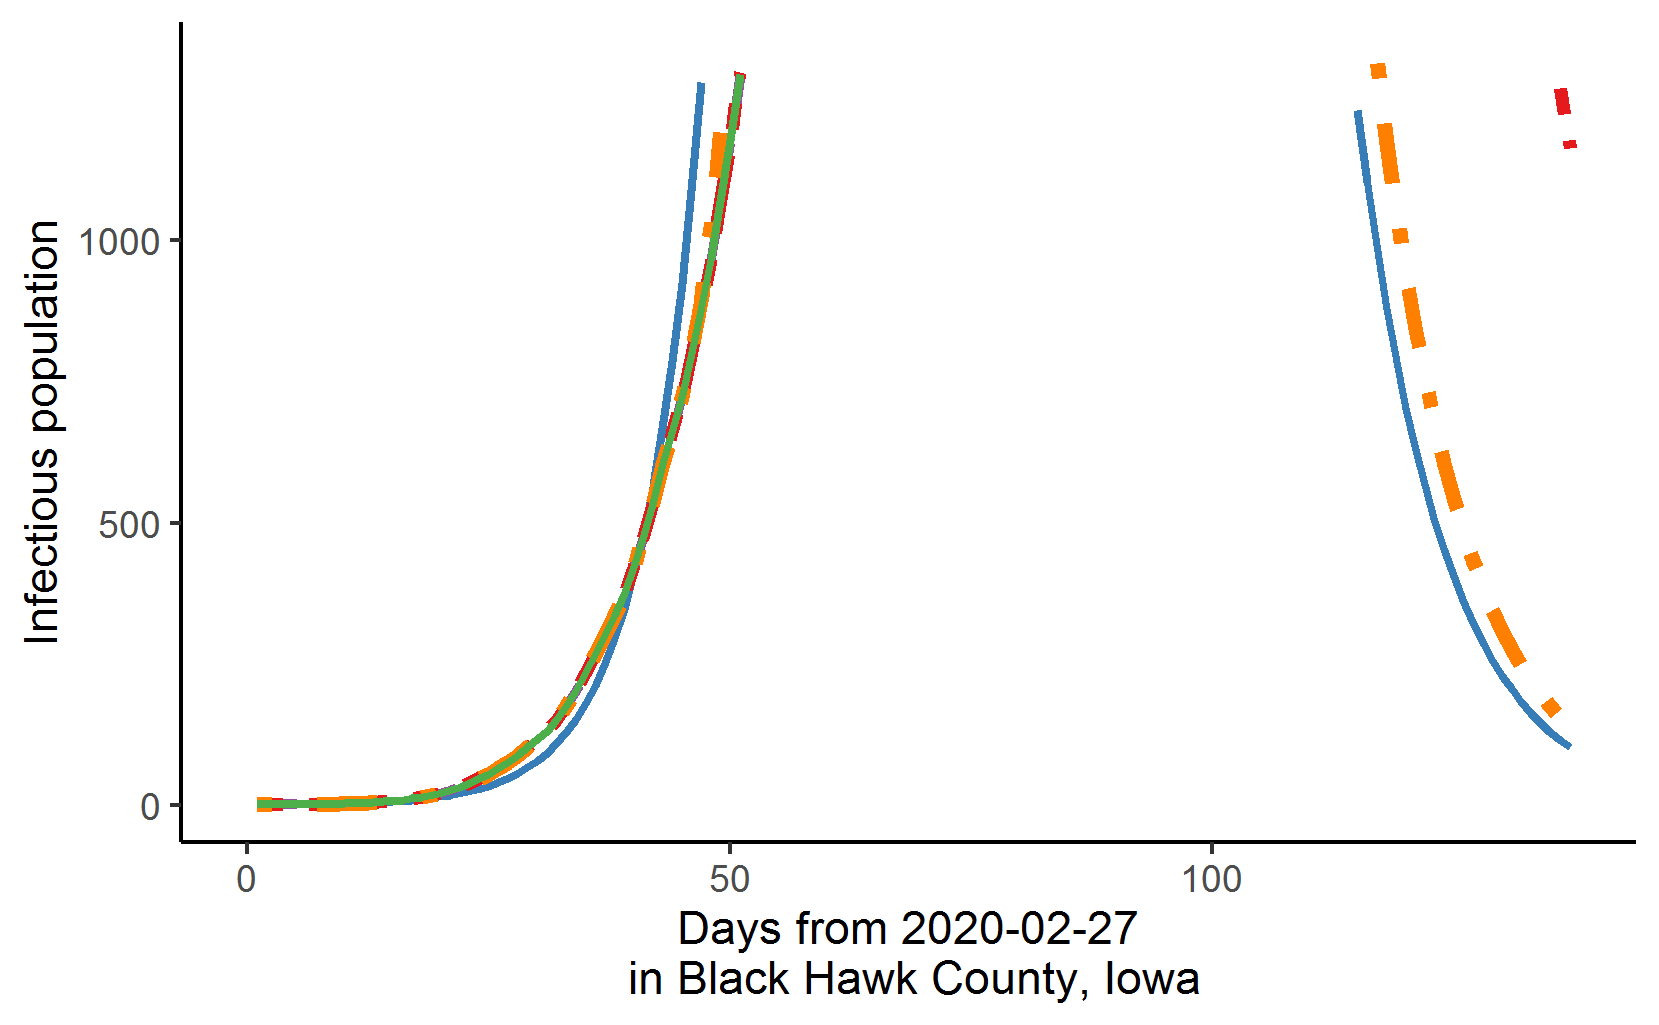 Infectious population
1000
500
0
0
50
100
Days from 2020-02-27
in Black Hawk County, Iowa